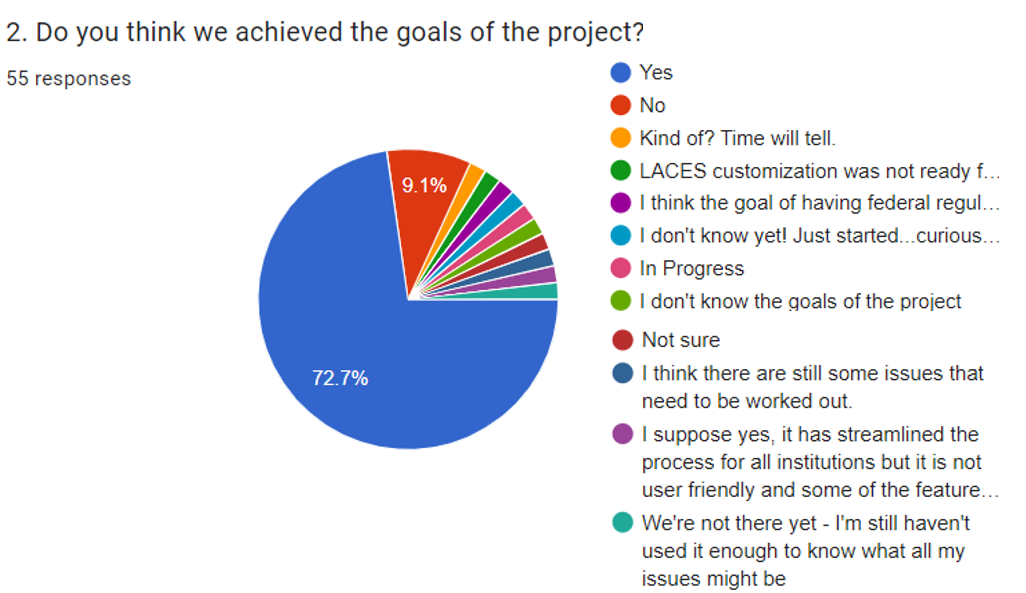 2. Do you think we achieved the goals of the project?
55 responses
Yes
No
Kind of? Time will tell.
LACES customization was not ready f...
I think the goal of having federal regul...
I don't know yet! Just started...curious...
In Progress
I don't know the goals of the project
Not sure
I think there are still some issues that
need to be worked out.
I suppose yes, it has streamlined the
process for all institutions but it is not
user friendly and some of the feature...
We're not there yet - I'm still haven't
used it enough to know what all my
issues might be
9.1%
72.7%